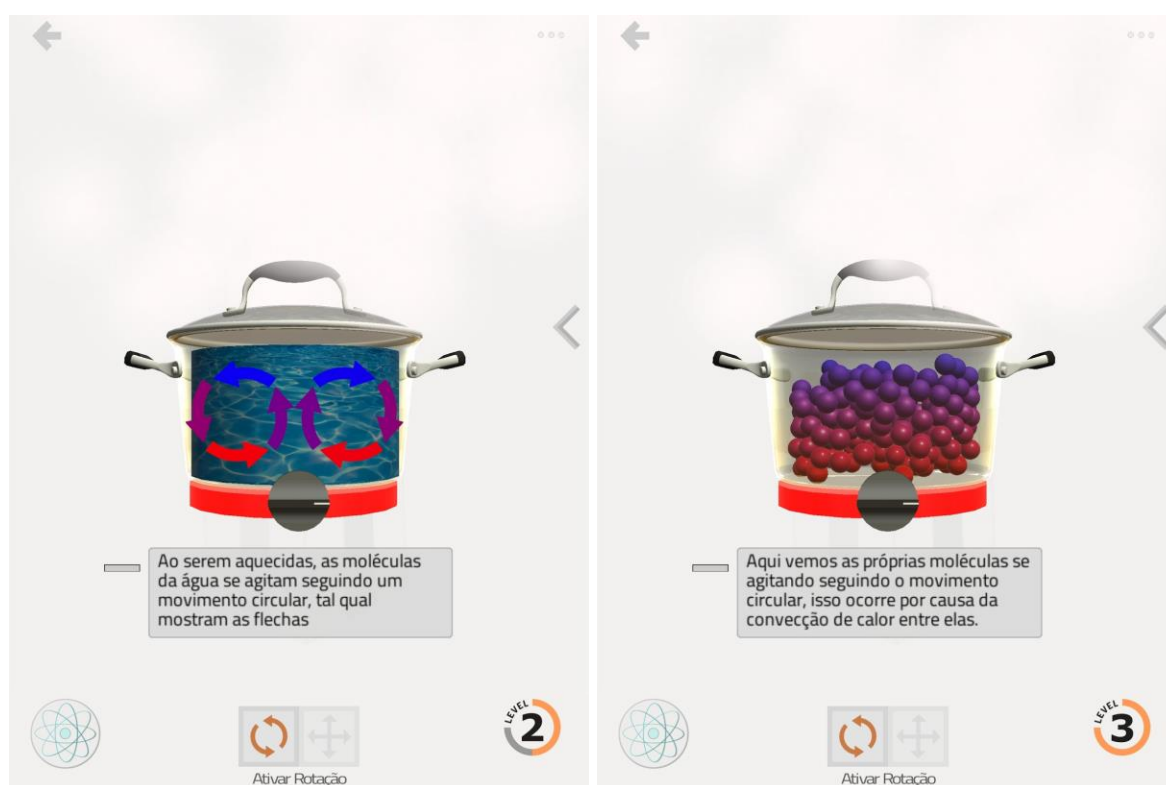 Ao serem aquecidas, as moléculas
da água se agitam seguindo um
movimento circular, tal qual
mostram as flechas
LEVEL
2
Ativar Rotação
Aqui vemos as próprias moléculas se
agitando seguindo o movimento
circular, isso ocorre por causa da
convecção de calor entre elas.
LEVEL
3
Ativar Rotação